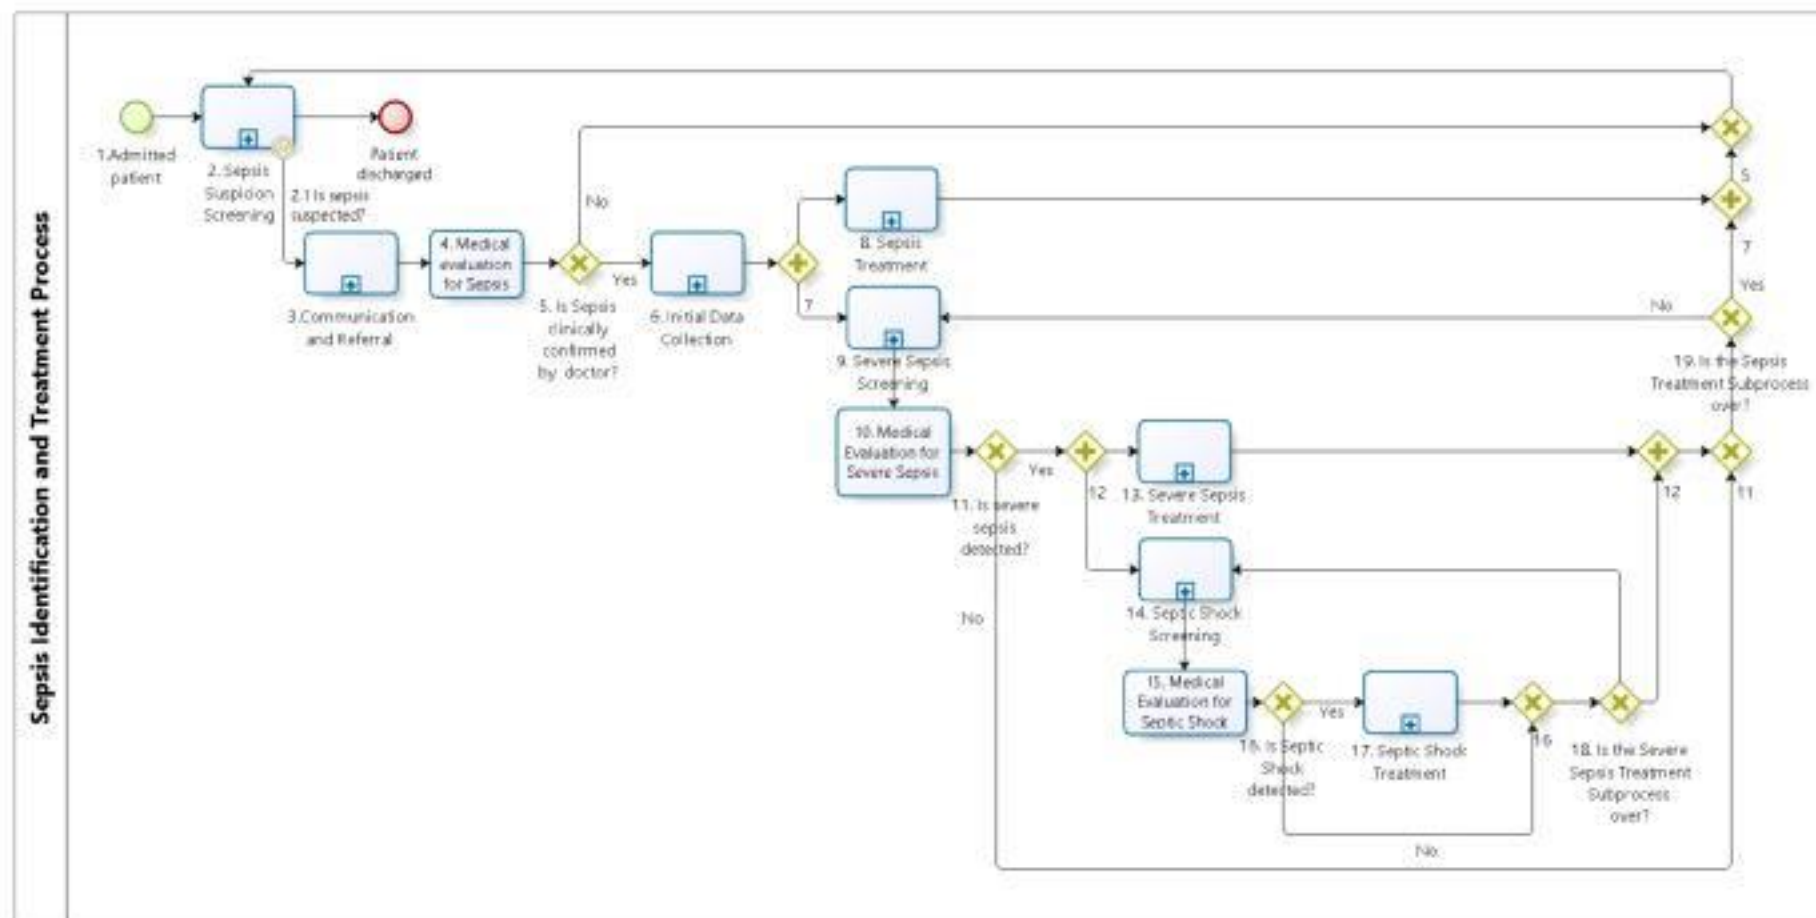 Sepsis Identification and Treatment Process
1.Admitted
patient
2. Sepsis
Suspicion
Screening
Patient
discharged
2.1 Is sepsis
suspected?
3.Communication
and Referral
4. Medical
evaluation
for Sepsis
No
Yes
5. Is Sepsis
clinically
confirmed
by doctor?
6. Initial Data
Collection
7
8. Sepsis
Treatment
9. Severe Sepsis
Screening
10. Medical
Evaluation for
Severe Sepsis
5
7
Yes
No
19. Is the Sepsis
Treatment Subprocess
over?
11. Is severe
sepsis
detected?
Yes
No
12
13. Severe Sepsis
Treatment
12
11
14. Septic Shock
Screening
15. Medical
Evaluation for
Septic Shock
16. Is Septic
Shock
detected?
Yes
17. Septic Shock
Treatment
16
18. Is the Severe
Sepsis Treatment
Subprocess
over?
No